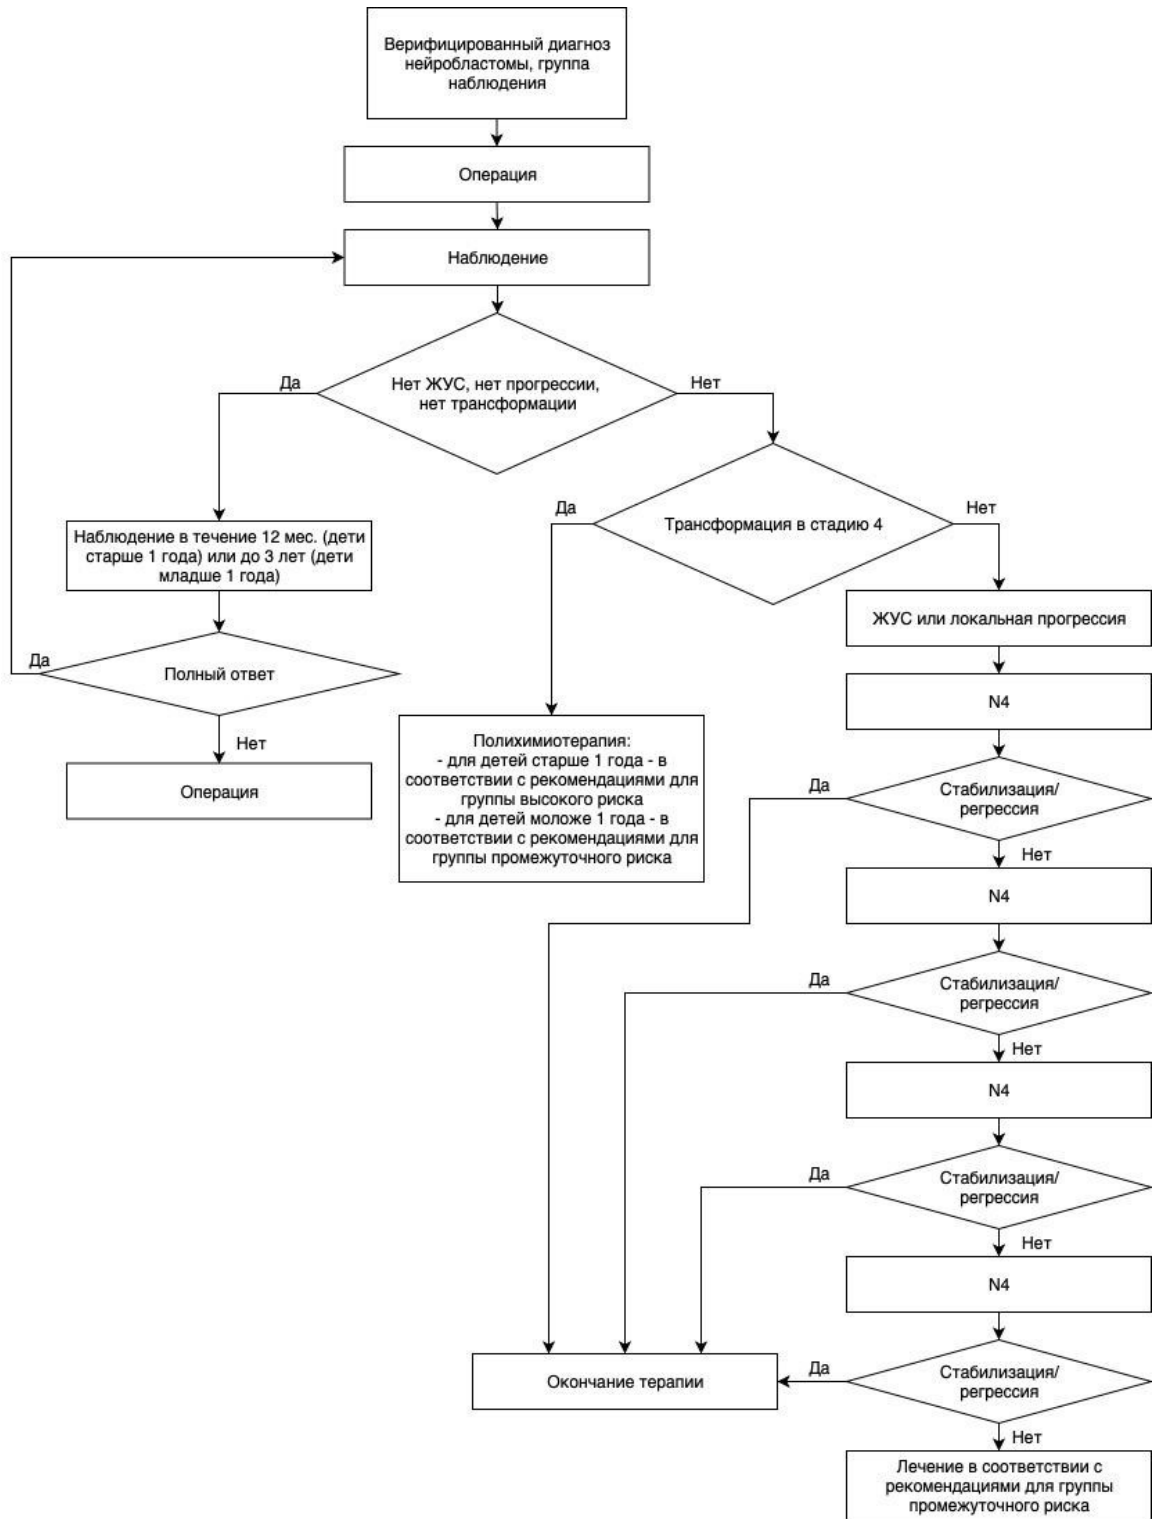 Верифицированный диагноз
нейробластомы, группа
наблюдения
Операция
Наблюдение
Да
Нет ЖУС, нет прогрессии,
нет трансформации
Нет
Да
Трансформация в стадию 4
Нет
Наблюдение в течение 12 мес. (дети
старше 1 года) или до 3 лет (дети
младше 1 года)
ЖУС или локальная прогрессия
Да
Полный ответ
Нет
Операция
N4
Полихимиотерапия:
- для детей старше 1 года - в
соответствии с рекомендациями для
группы высокого риска
- для детей моложе 1 года - в
соответствии с рекомендациями для
группы промежуточного риска
Да
Стабилизация/
регрессия
Нет
N4
Да
Стабилизация/
регрессия
Нет
N4
Да
Стабилизация/
регрессия
Нет
N4
Окончание терапии
Да
Стабилизация/
регрессия
Нет
Лечение в соответствии с
рекомендациями для группы
промежуточного риска